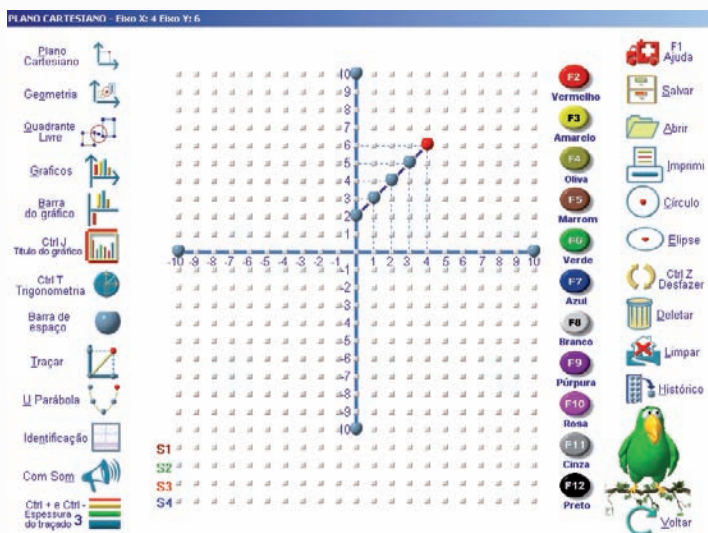 PLANO CARTESIANO - Eixo X: 4 Eixo Y: 6
Plano
Cartesiano
Geometria
Quadrante
Livre
Graficos
Barra
do gráfico
Ctrl J
Título do gráfico
Ctrl T
Trigonometria
Barra de
espaço
Traçar
U Parábola
Identificação
Com Som
Ctrl + e Ctrl -
Espessura
do traçado 3
10
9
8
7
6
5
4
3
2
1
-10 -9 -8 -7 -6 -5 -4 -3 -2 -1 1 2 3 4 5 6 7 8 9 10
-1
-2
-3
-4
-5
-6
-7
-8
-9
-10
S1
S2
S3
S4
F2
Vermelho
F3
Amarelo
F4
Oliva
F5
Marrom
F6
Verde
F7
Azul
F8
Branco
F9
Púrpura
F10
Rosa
F11
Cinza
F12
Preto
F1
Ajuda
Salvar
Abrir
Imprimi
Círculo
Elipse
Ctrl Z
Desfazer
Deletar
Limpar
Histórico
Voltar